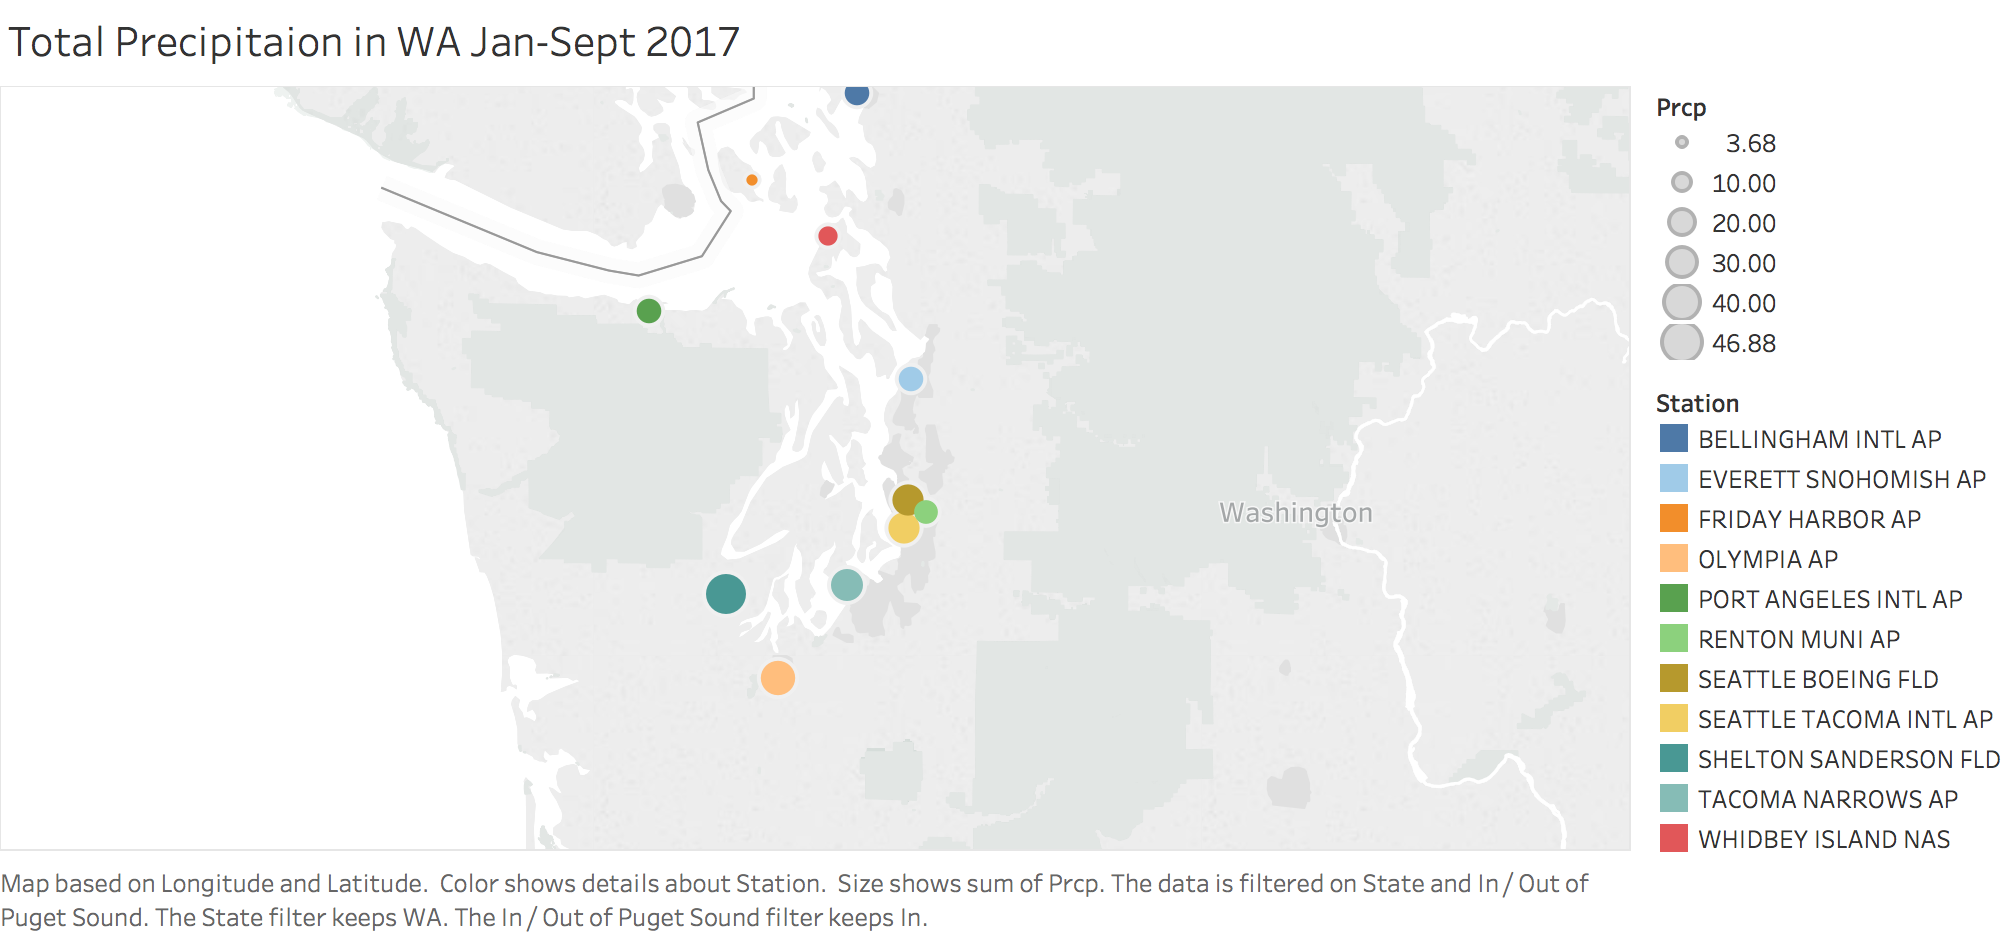 Total Precipitaion in WA Jan-Sept 2017
Prcp
3.68
10.00
20.00
30.00
40.00
46.88
Station
BELLINGHAM INTL AP
EVERETT SNOHOMISH AP
FRIDAY HARBOR AP
OLYMPIA AP
PORT ANGELES INTL AP
RENTON MUNI AP
SEATTLE BOEING FLD
SEATTLE TACOMA INTL AP
SHELTON SANDERSON FLD
TACOMA NARROWS AP
WHIDBEY ISLAND NAS
Washington
Map based on Longitude and Latitude.  Color shows details about Station.  Size shows sum of Prcp. The data is filtered on State and In / Out of
Puget Sound. The State filter keeps WA. The In / Out of Puget Sound filter keeps In.